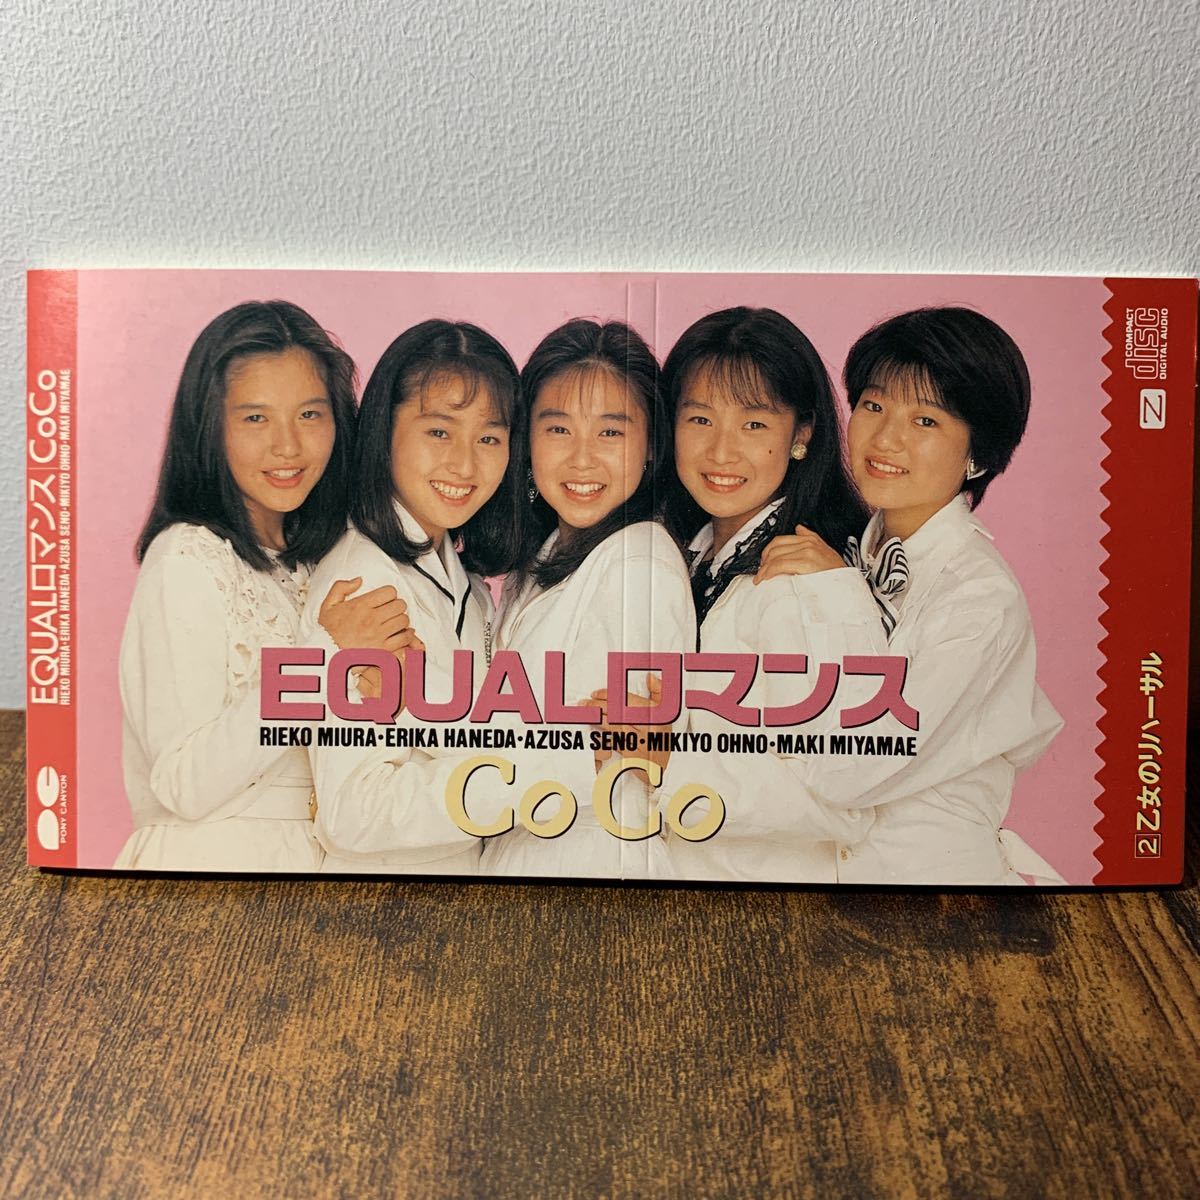 EQUALロマンス CoCo
RIEKO MIURA・ERIKA HANEDA・AZUSA SENO・MIKIYO OHNO・MAKI MIYAMAE
PONY CANYON
EQUALロマンス
RIEKO MIURA・ERIKA HANEDA・AZUSA SENO・MIKIYO OHNO・MAKI MIYAMAE
CoCo
COMPACT
disc
DIGITAL AUDIO
Z
2 乙女のリハーサル